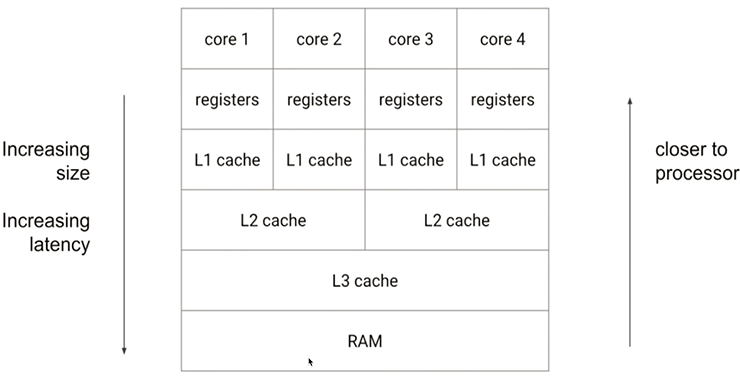 core 1
core 2
core 3
core 4
registers
registers
registers
registers
L1 cache
L1 cache
L1 cache
L1 cache
L2 cache
L2 cache
L3 cache
RAM
Increasing
size
Increasing
latency
closer to
processor